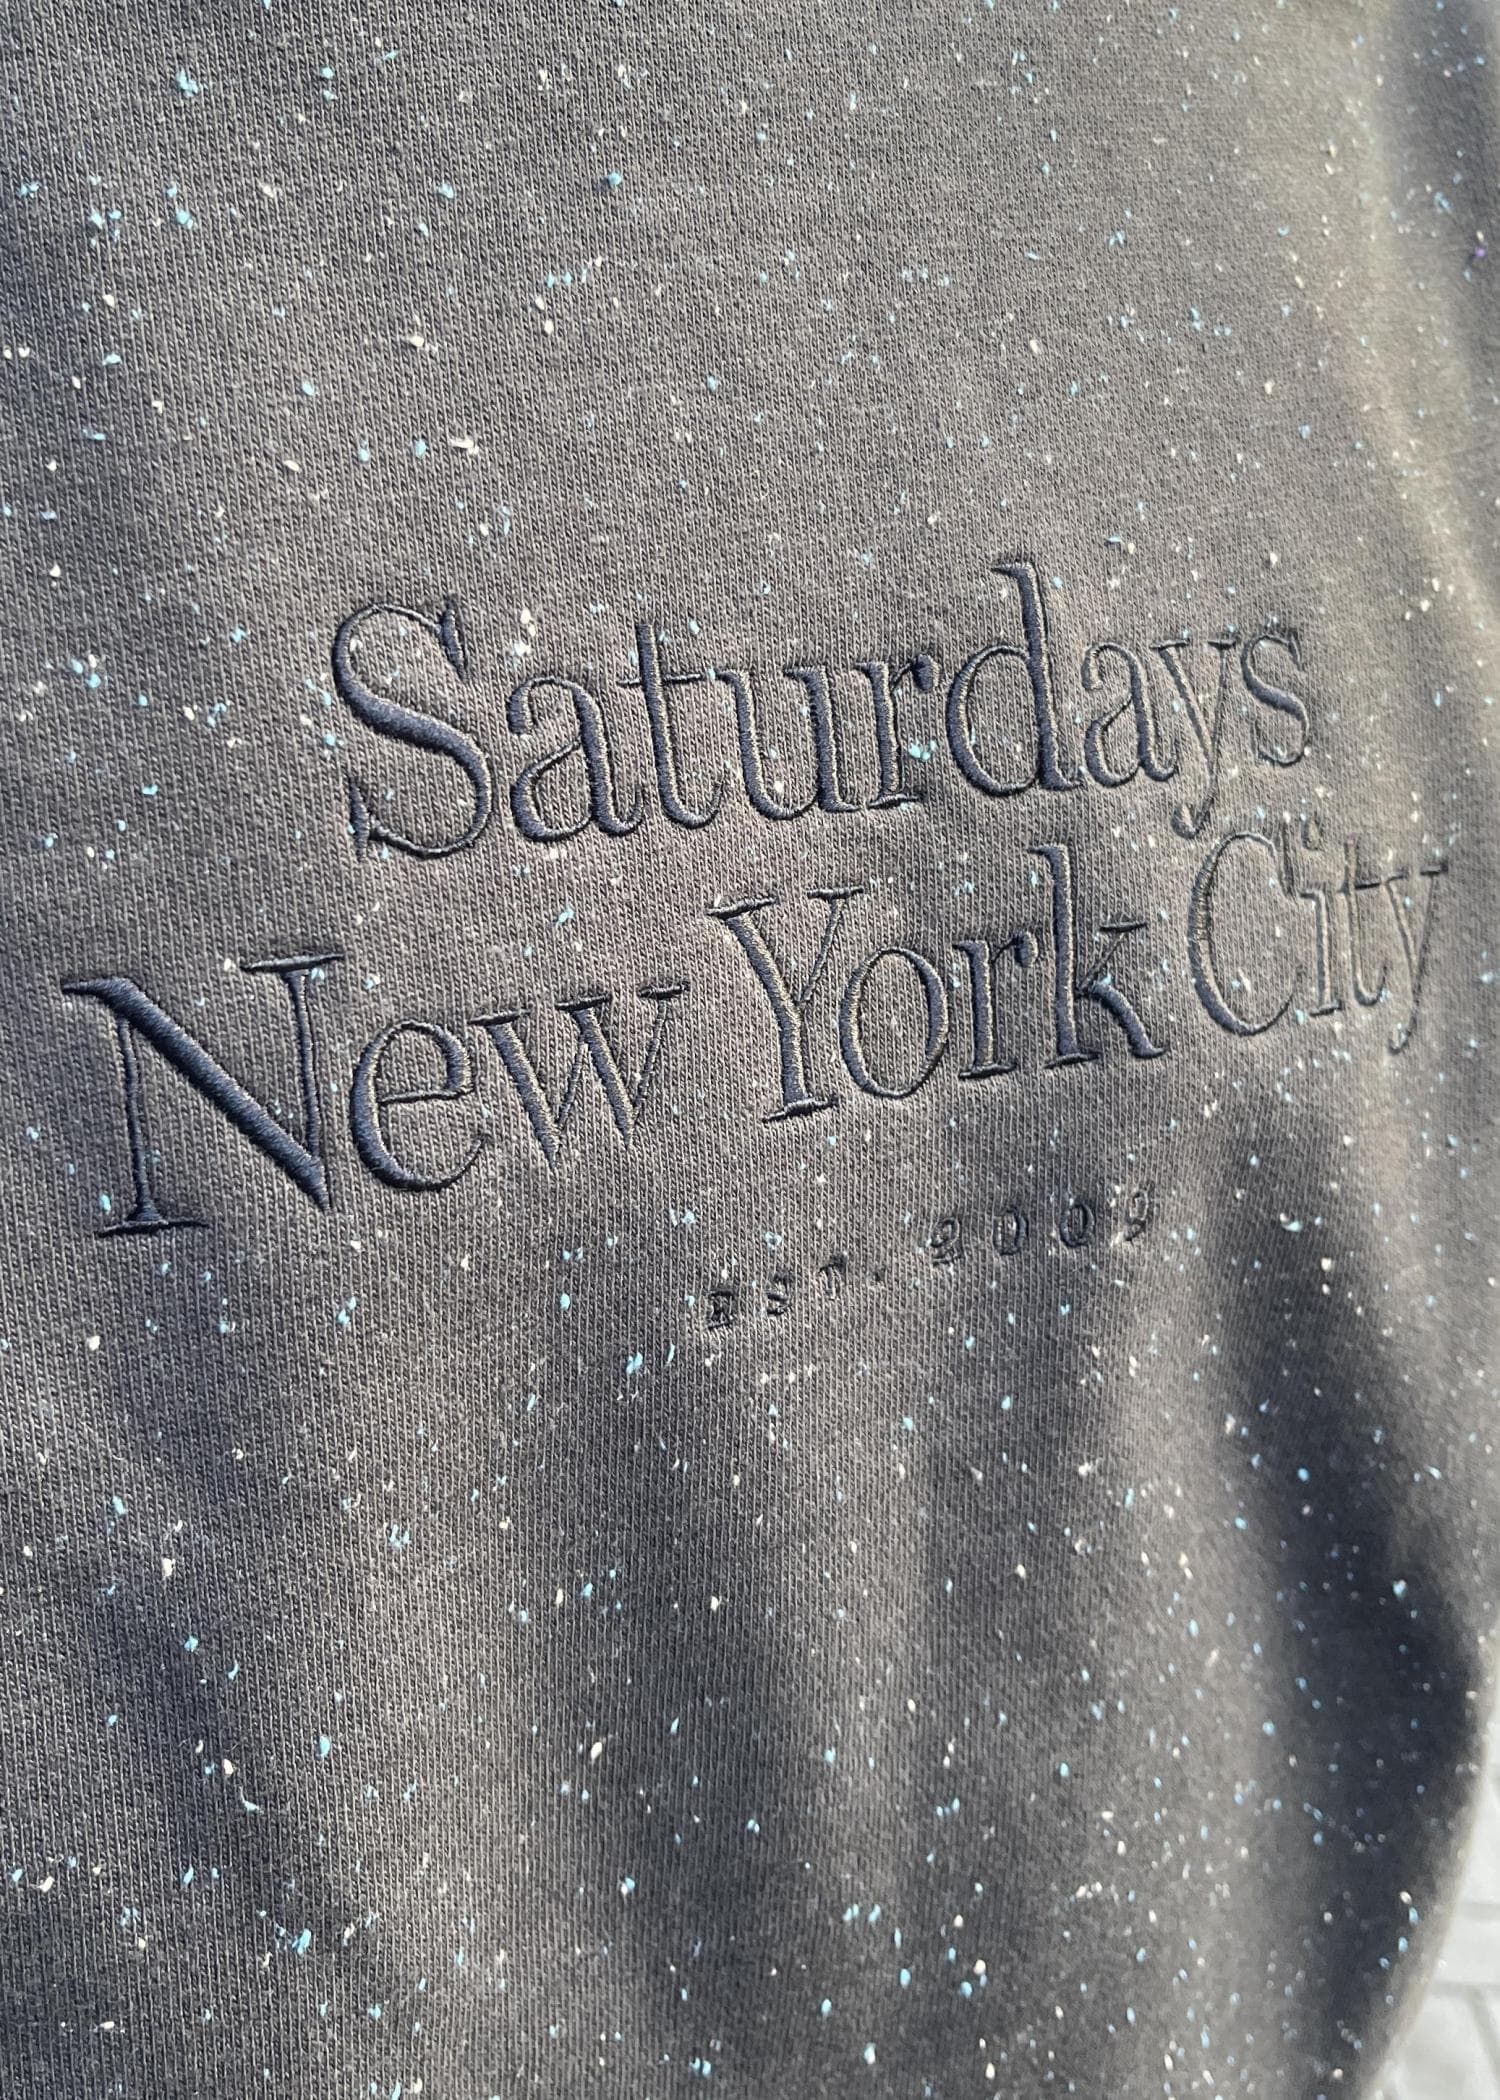 Saturdays
New York City
EST. 2009